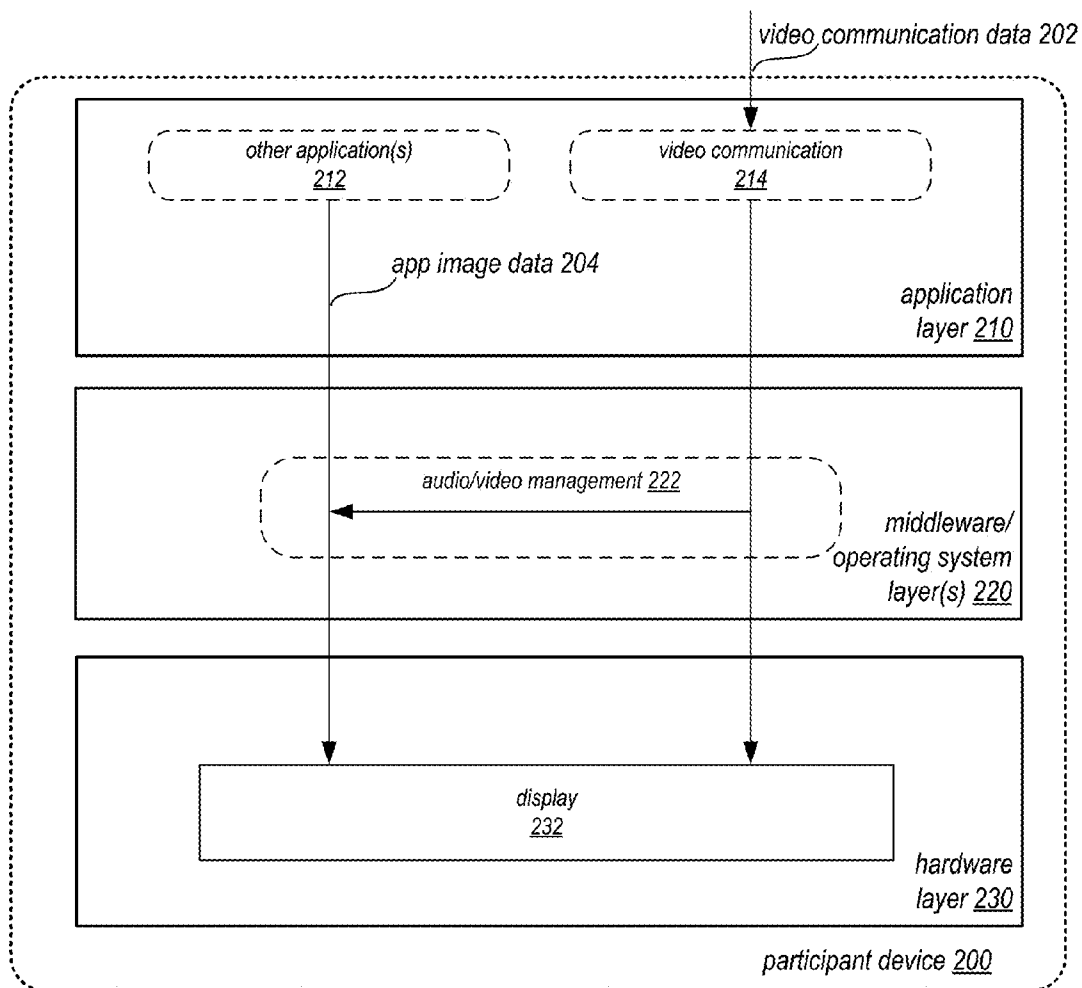 video communication data 202
other application(s)
212
video communication
214
app image data 204
application
layer 210
audio/video management 222
middleware/
operating system
layer(s) 220
display
232
hardware
layer 230
participant device 200